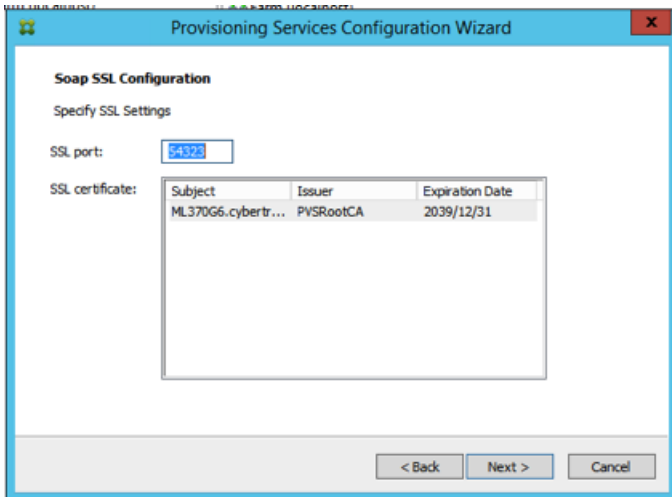 Provisioning Services Configuration Wizard
x
Soap SSL Configuration
Specify SSL Settings
SSL port: 54323
SSL certificate: Subject Issuer Expiration Date
ML370G6.cybertr... PVSRootCA 2039/12/31
< Back Next > Cancel